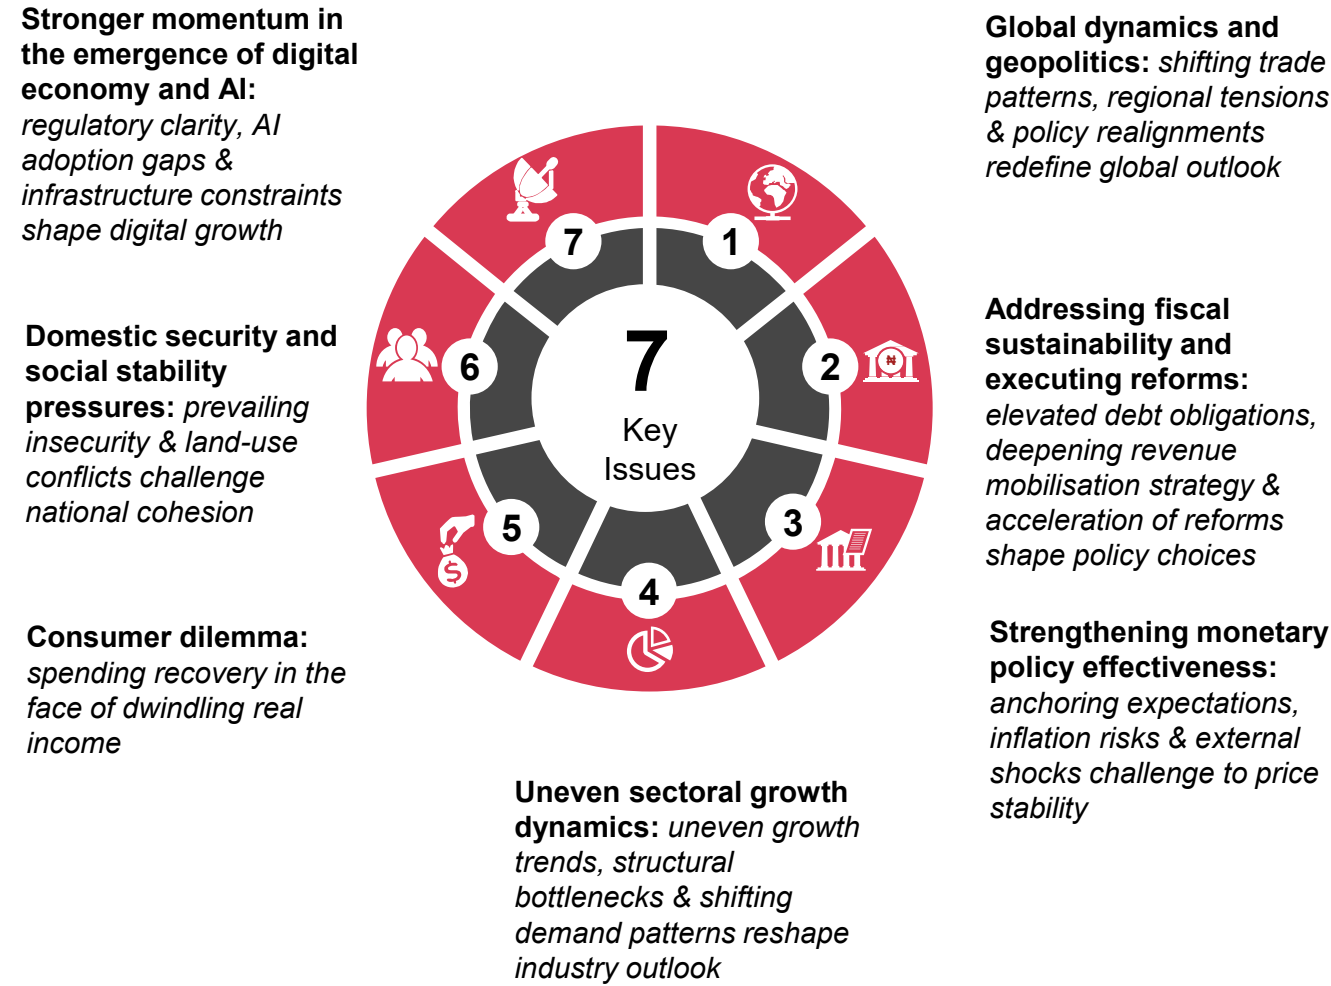 Stronger momentum in
the emergence of digital
economy and AI:
regulatory clarity, AI
adoption gaps &
infrastructure constraints
shape digital growth
Global dynamics and
geopolitics: shifting trade
patterns, regional tensions
& policy realignments
redefine global outlook
Domestic security and
social stability
pressures: prevailing
insecurity & land-use
conflicts challenge
national cohesion
Addressing fiscal
sustainability and
executing reforms:
elevated debt obligations,
deepening revenue
mobilisation strategy &
acceleration of reforms
shape policy choices
7
1
6
2
5
3
4
7
Key
Issues
₦
$
Consumer dilemma:
spending recovery in the
face of dwindling real
income
Strengthening monetary
policy effectiveness:
anchoring expectations,
inflation risks & external
shocks challenge to price
stability
Uneven sectoral growth
dynamics: uneven growth
trends, structural
bottlenecks & shifting
demand patterns reshape
industry outlook